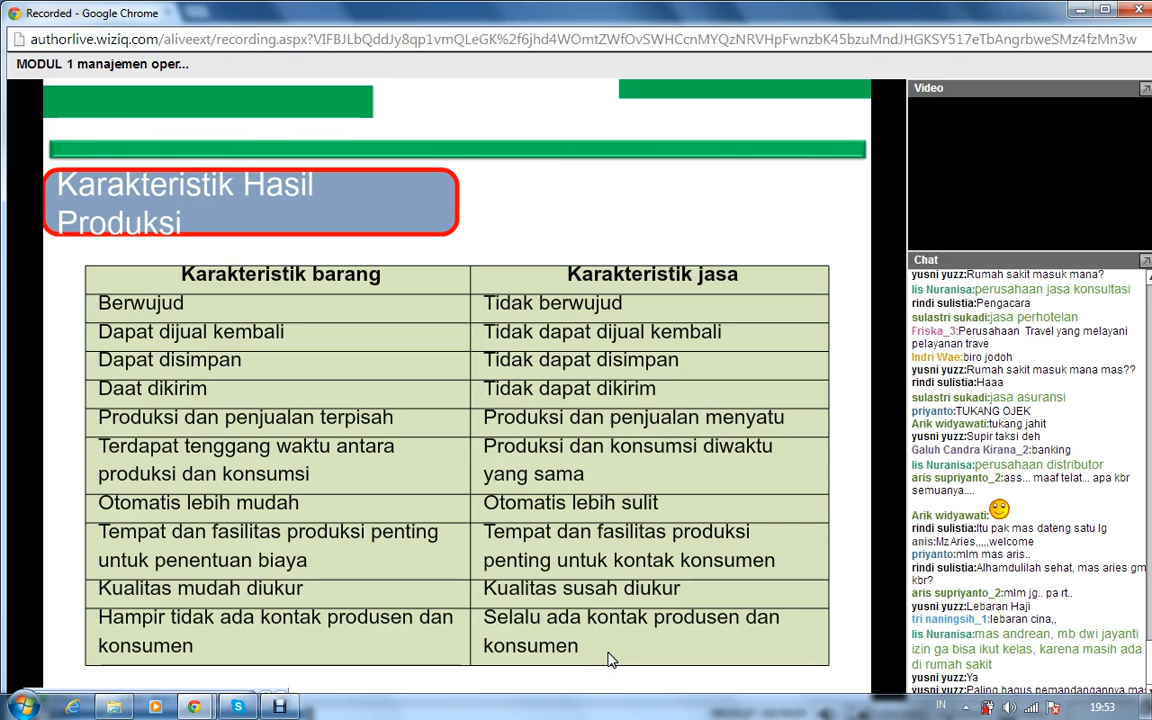 Recorded - Google Chrome
authorlive.wiziq.com/aliveext/recording.aspx?VIFBJLbQddJy8qp1vmQLeGK%2f6jhd4WOmtZWfOvSWHCcnMYQzNRVHpFwnzbK45bzuMndJHGKSY517eTbAngrbweSMz4fzMn3w
MODUL 1 manajemen oper...
Karakteristik Hasil
Produksi
Karakteristik barang Karakteristik jasa
Berwujud Tidak berwujud
Dapat dijual kembali Tidak dapat dijual kembali
Dapat disimpan Tidak dapat disimpan
Daat dikirim Tidak dapat dikirim
Produksi dan penjualan terpisah Produksi dan penjualan menyatu
Terdapat tenggang waktu antara Produksi dan konsumsi diwaktu
produksi dan konsumsi yang sama
Otomatis lebih mudah Otomatis lebih sulit
Tempat dan fasilitas produksi penting Tempat dan fasilitas produksi
untuk penentuan biaya penting untuk kontak konsumen
Kualitas mudah diukur Kualitas susah diukur
Hampir tidak ada kontak produsen dan Selalu ada kontak produsen dan
konsumen konsumen
Video
Chat
yusni yuzz:Rumah sakit masuk mana?
Iis Nuranisa:perusahaan jasa konsultasi
rindi sulistia:Pengacara
sulastri sukadi:jasa perhotelan
Friska_3:Perusahaan Travel yang melayani
pelayanan trave
Indri Wae:biro jodoh
yusni yuzz:Rumah sakit masuk mana mas??
rindi sulistia:Haaa
sulastri sukadi:jasa asuransi
priyanto:TUKANG OJEK
Arik widyawati:tukang jahit
yusni yuzz:Supir taksi deh
Galuh Candra Kirana_2:banking
Iis Nuranisa:perusahaan distributor
aris supriyanto_2:ass... maaf telat... apa kbr
semuanya....
Arik widyawati:
rindi sulistia:Itu pak mas dateng satu lg
anis:MzAries,,,,,welcome
priyanto:mlm mas aris..
rindi sulistia:Alhamdulilah sehat, mas aries gm
kbr?
aris supriyanto_2:mlm jg.. pa rt..
yusni yuzz:Lebaran Haji
tri naningsih_1:lebaran cina,,
Iis Nuranisa:mas andrean, mb dwi jayanti
izin ga bisa ikut kelas, karena masih ada
di rumah sakit
yusni yuzz:Ya
yusni yuzz:Paling bagus pemandangannya ma
IN 19:53